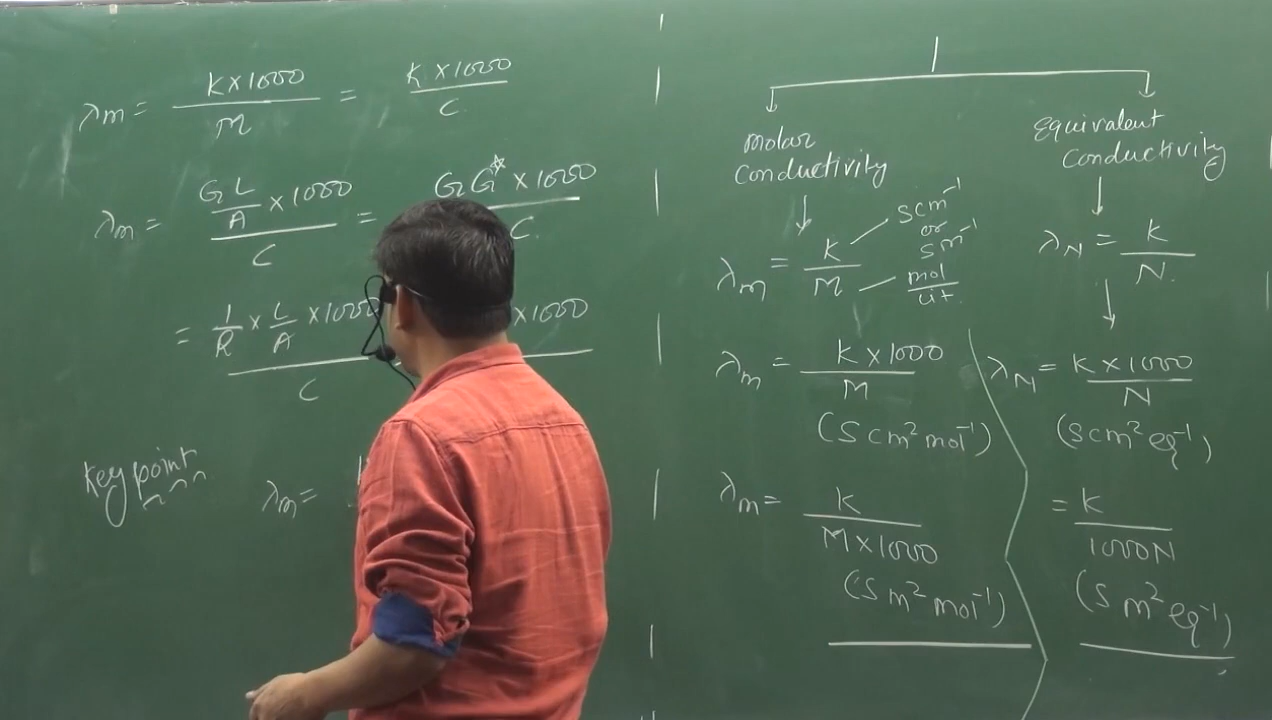 λm = K×1000 / M = K×1000 / C
λm = G L/A × 1000 / C = G G* × 1000 / C
= 1/R × L/A × 1000 / C × 1000
Key point λm =
Molar conductivity
λm = K / M
S cm⁻¹ or S m⁻¹
mol / lit.
λm = K × 1000 / M
(S cm² mol⁻¹)
λm = K / M×1000
(S m² mol⁻¹)
Equivalent Conductivity
λN = K / N.
λN = K × 1000 / N
(S cm² eq⁻¹)
= K / 1000N
(S m² eq⁻¹)